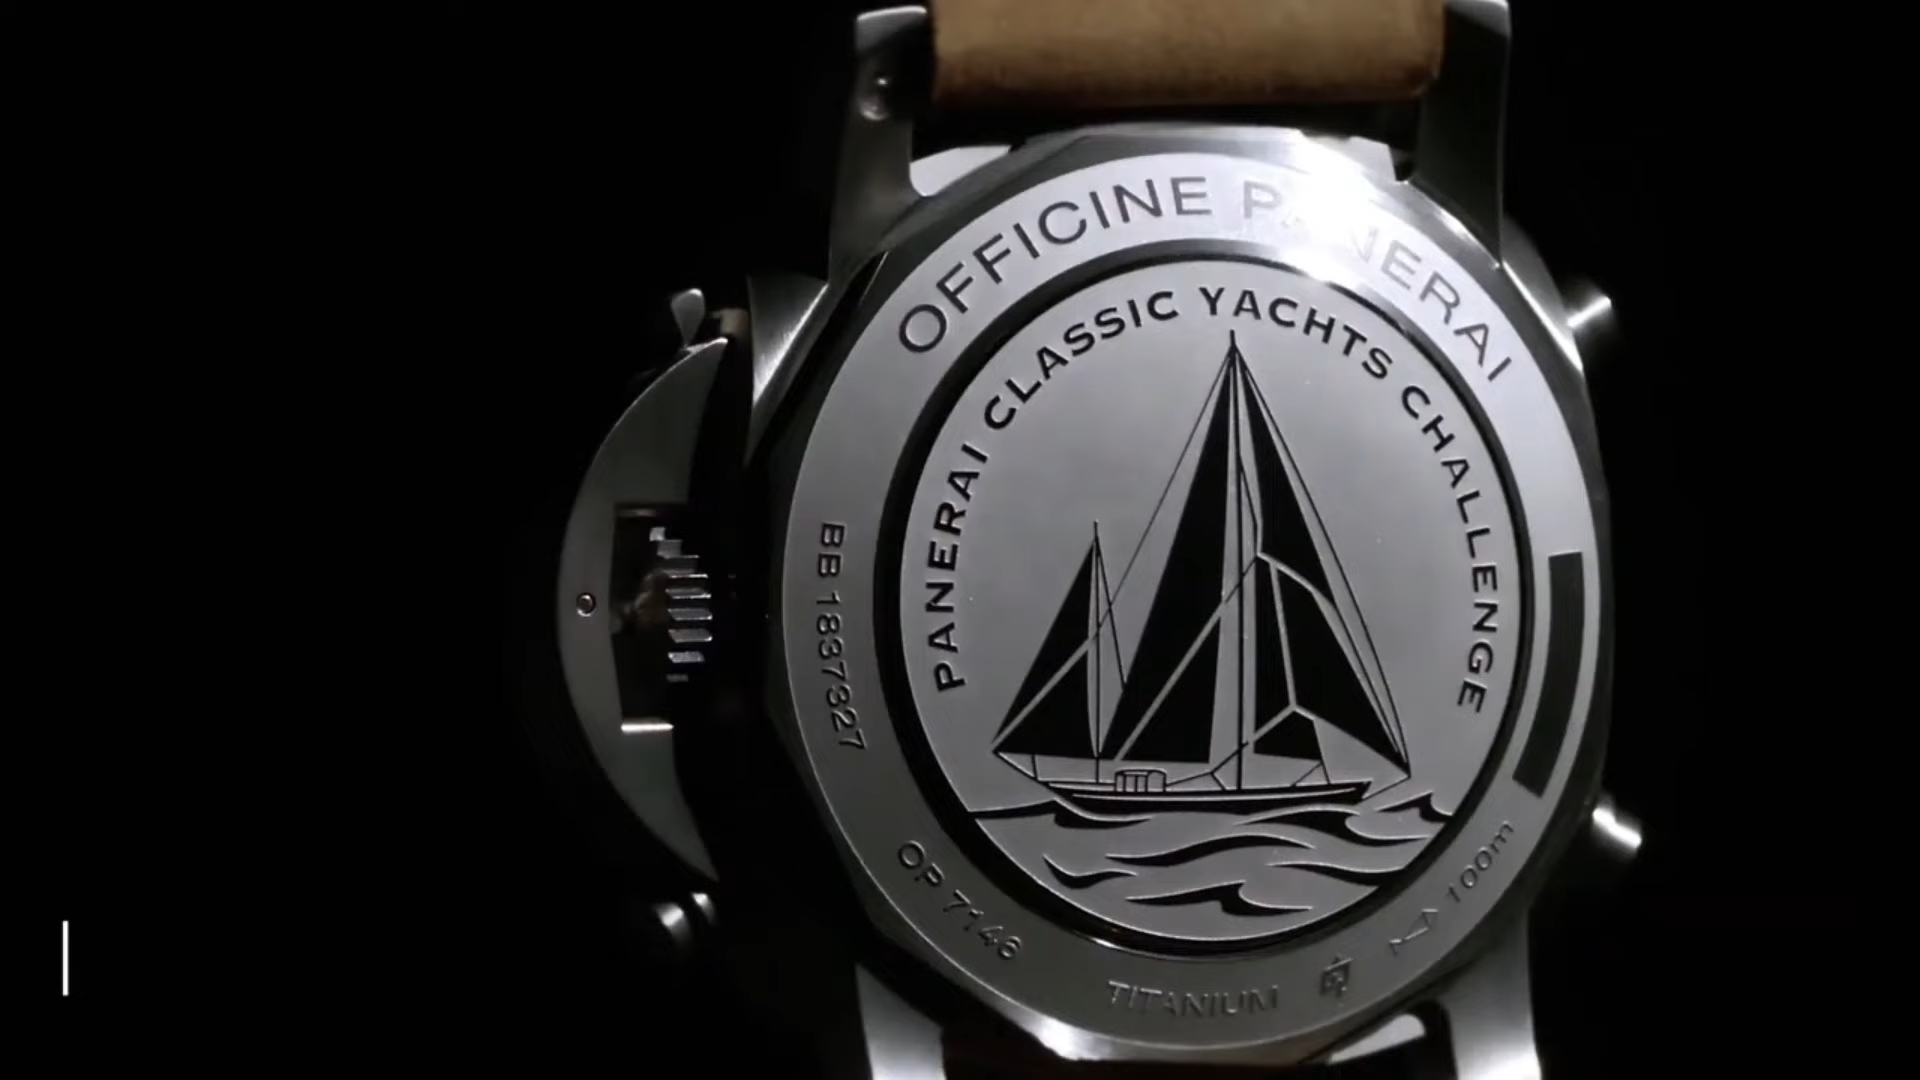 OFFICINE PANERAI
PANERAI CLASSIC YACHTS CHALLENGE
BB 1837327
OP 7146
TITANIUM
100m